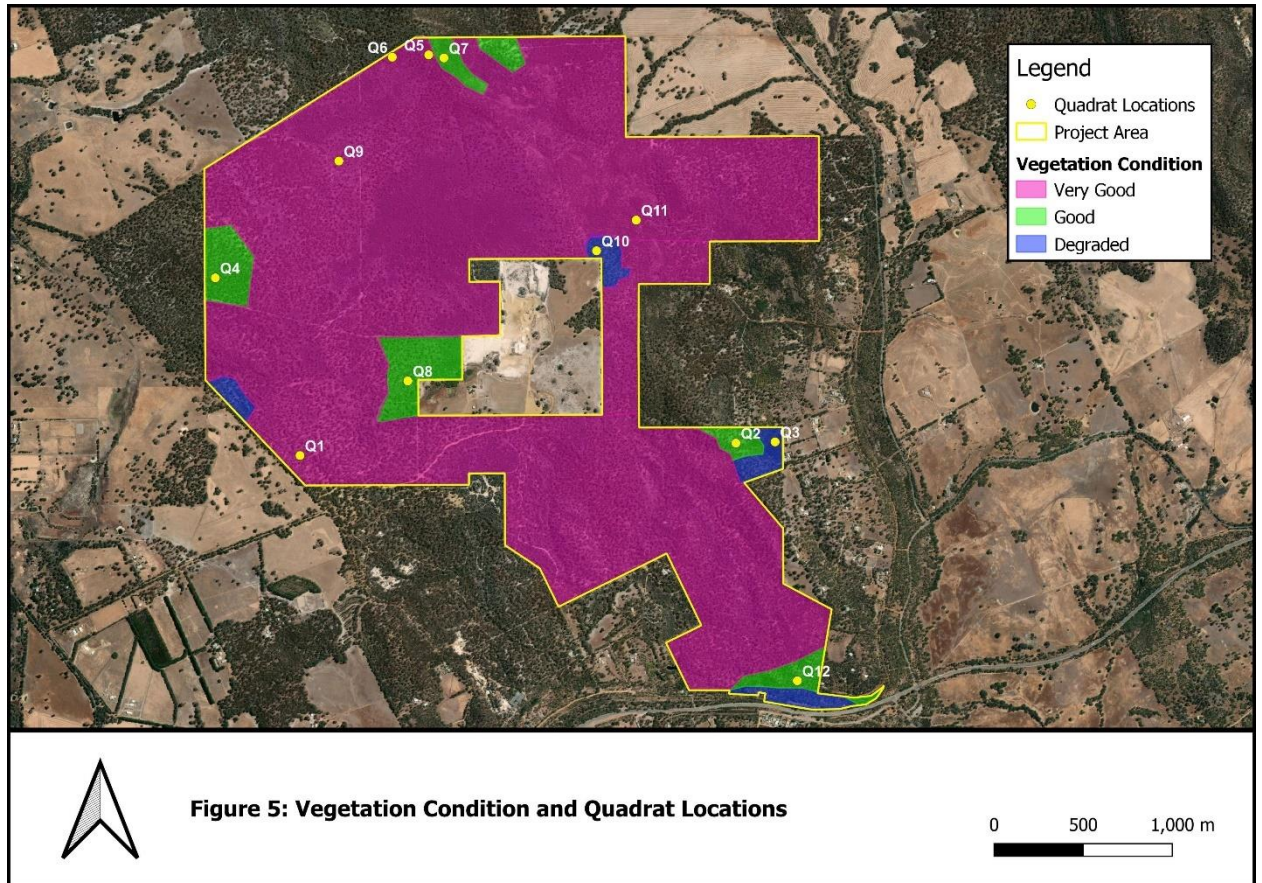 Q6
Q5
Q7
Q9
Q11
Q10
Q4
Q8
Q1
Q2
Q3
Q12
Legend
Quadrat Locations
Project Area
Vegetation Condition
Very Good
Good
Degraded
Figure 5: Vegetation Condition and Quadrat Locations
0 500 1,000 m